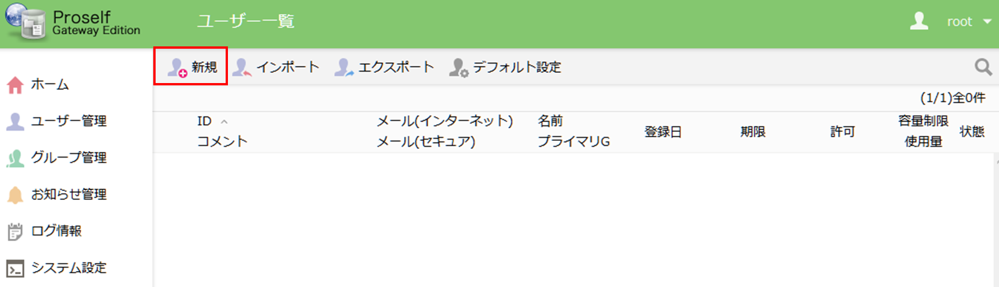 Proself
Gateway Edition
ユーザー一覧
root
新規
インポート
エクスポート
デフォルト設定
ホーム
ユーザー管理
グループ管理
お知らせ管理
ログ情報
システム設定
(1/1)全0件
ID
コメント
メール(インターネット)
メール(セキュア)
名前
プライマリG
登録日
期限
許可
容量制限
使用量
状態